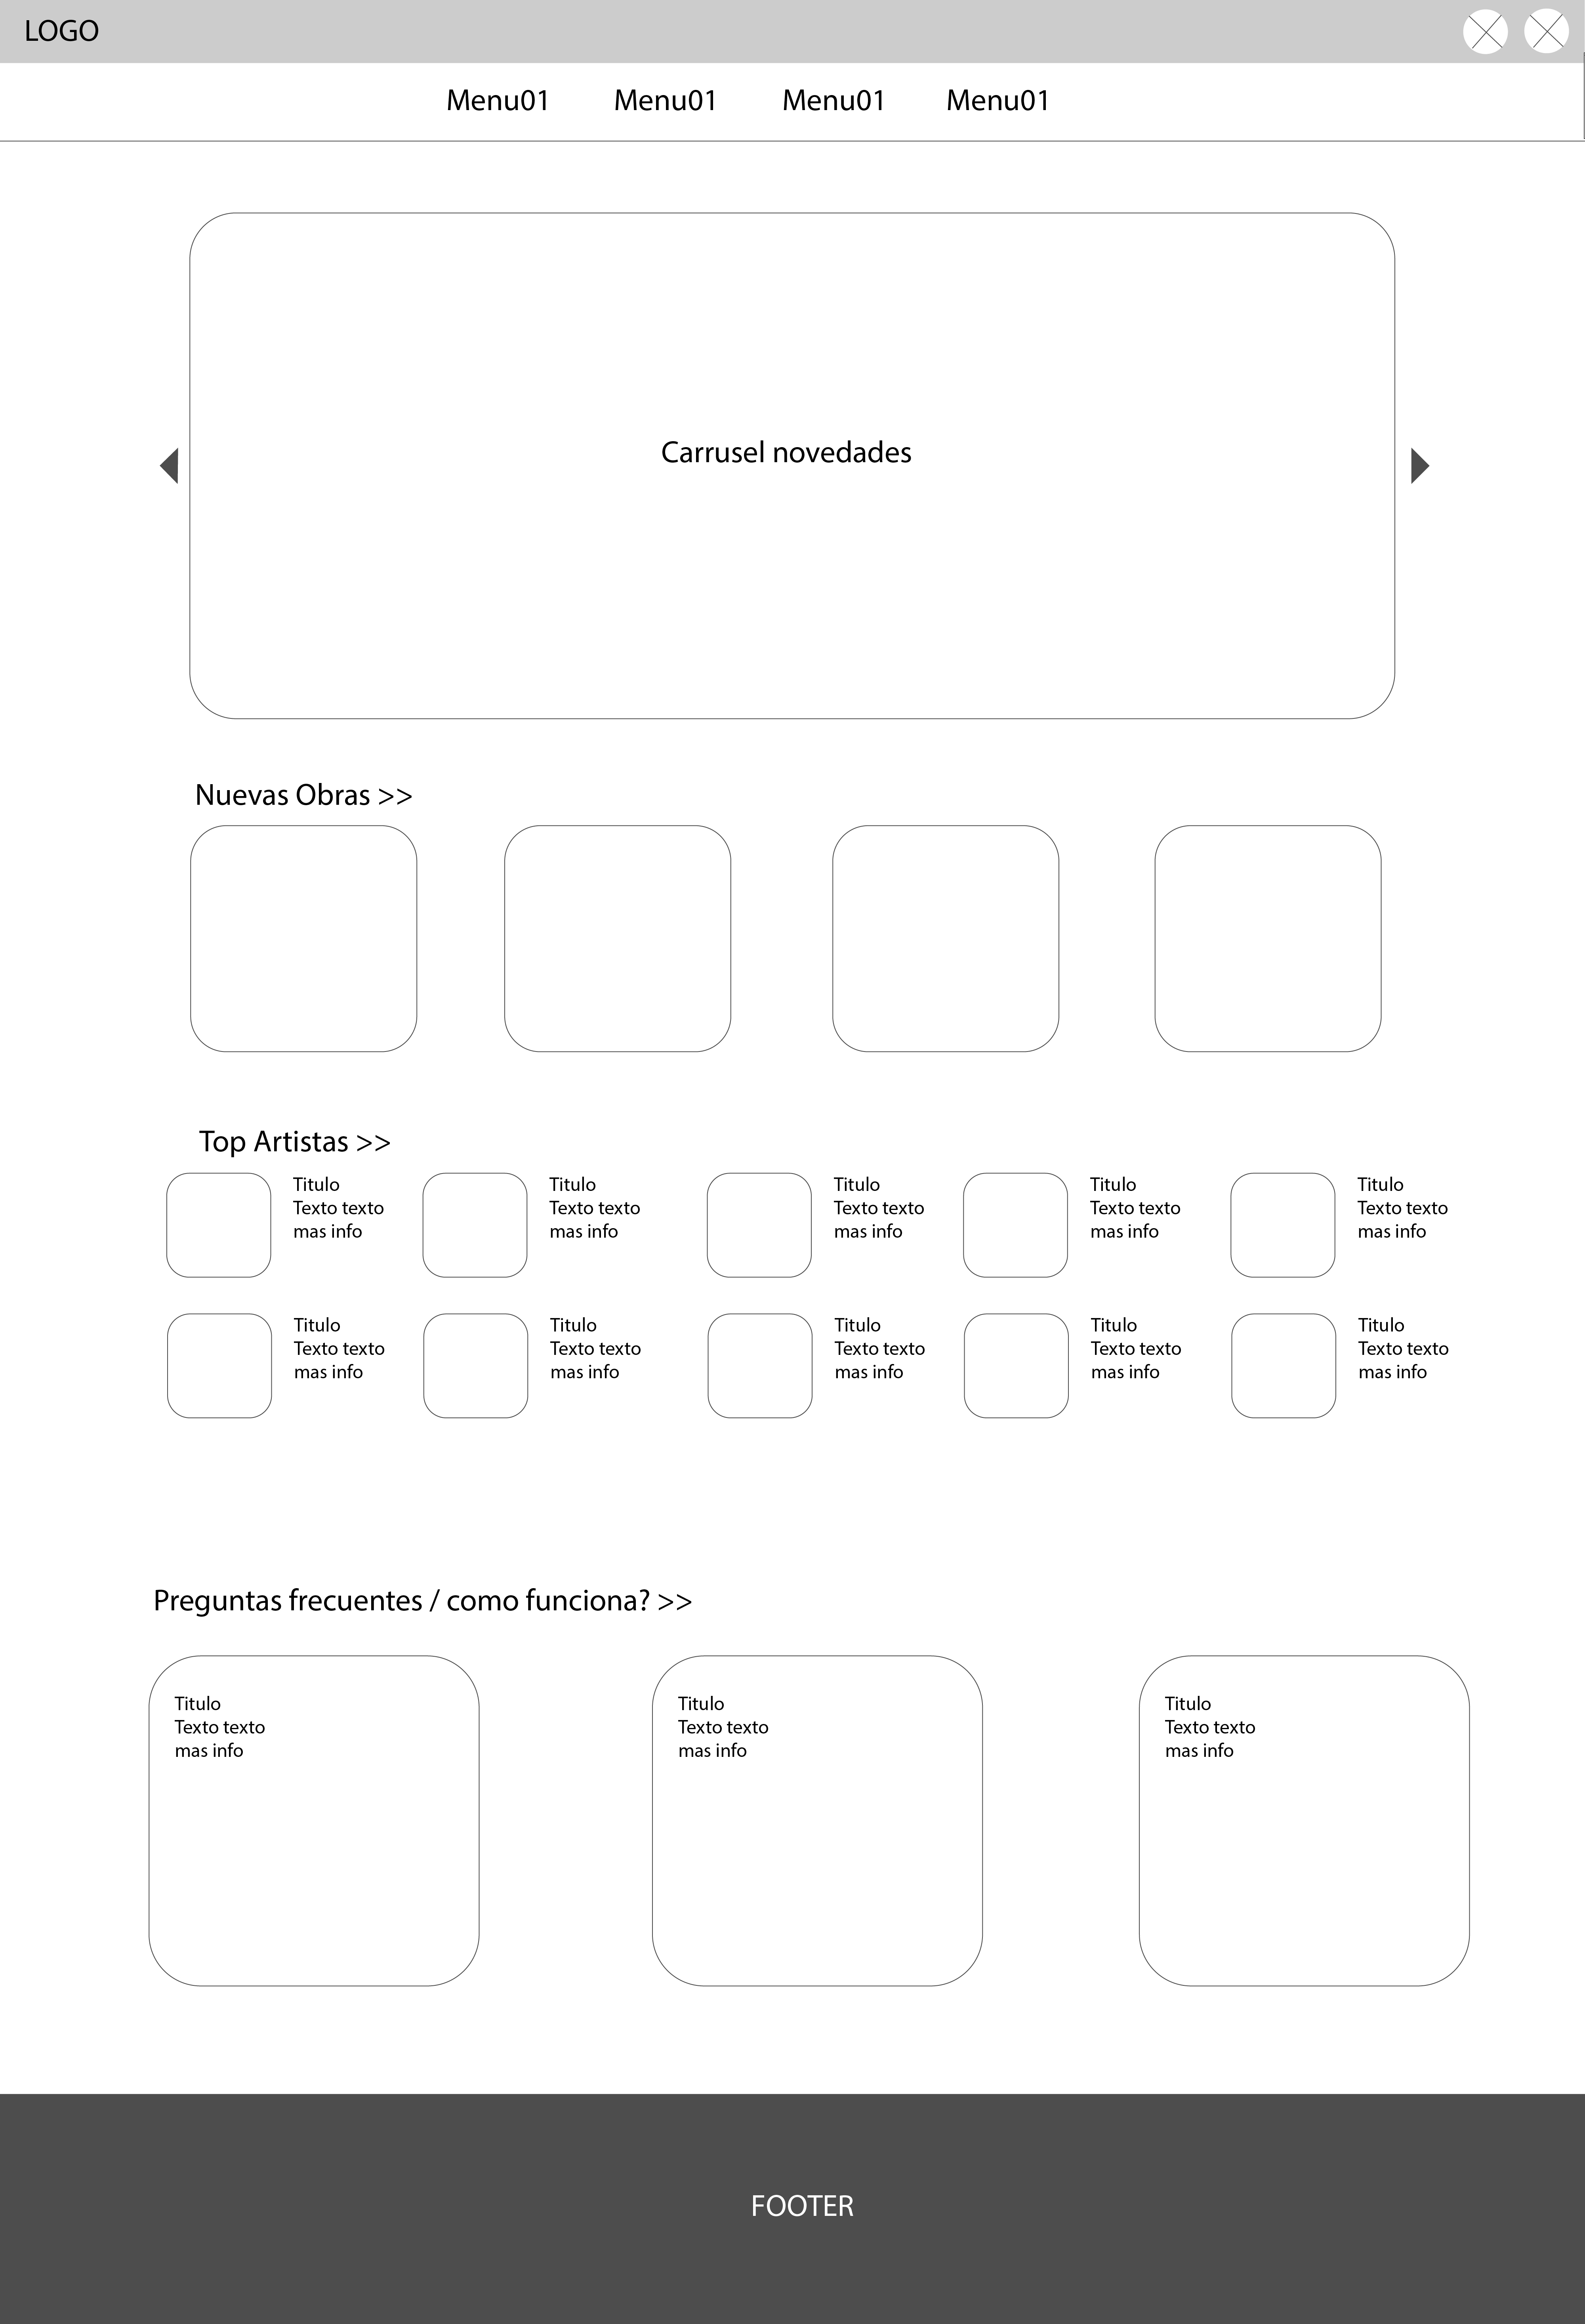 LOGO
Menu01 Menu01 Menu01 Menu01
Carrusel novedades
Nuevas Obras >>
Top Artistas >>
Titulo
Texto texto
mas info
Titulo
Texto texto
mas info
Titulo
Texto texto
mas info
Titulo
Texto texto
mas info
Titulo
Texto texto
mas info
Titulo
Texto texto
mas info
Titulo
Texto texto
mas info
Titulo
Texto texto
mas info
Titulo
Texto texto
mas info
Titulo
Texto texto
mas info
Preguntas frecuentes / como funciona? >>
Titulo
Texto texto
mas info
Titulo
Texto texto
mas info
Titulo
Texto texto
mas info
FOOTER